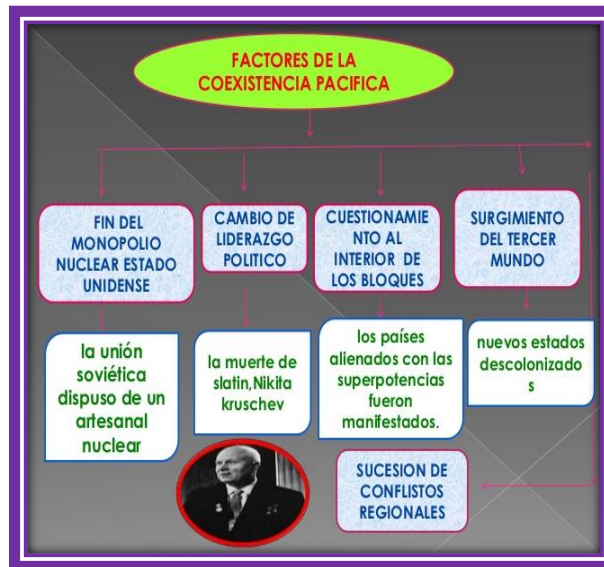 FACTORES DE LA
COEXISTENCIA PACIFICA
FIN DEL
MONOPOLIO
NUCLEAR ESTADO
UNIDENSE
CAMBIO DE
LIDERAZGO
POLITICO
CUESTIONAMIE
NTO AL
INTERIOR DE
LOS BLOQUES
SURGIMIENTO
DEL TERCER
MUNDO
la unión
soviética
dispuso de un
artesanal
nuclear
la muerte de
slatin,Nikita
kruschev
los países
alienados con las
superpotencias
fueron
manifestados.
nuevos estados
descolonizado
s
SUCESION DE
CONFLISTOS
REGIONALES